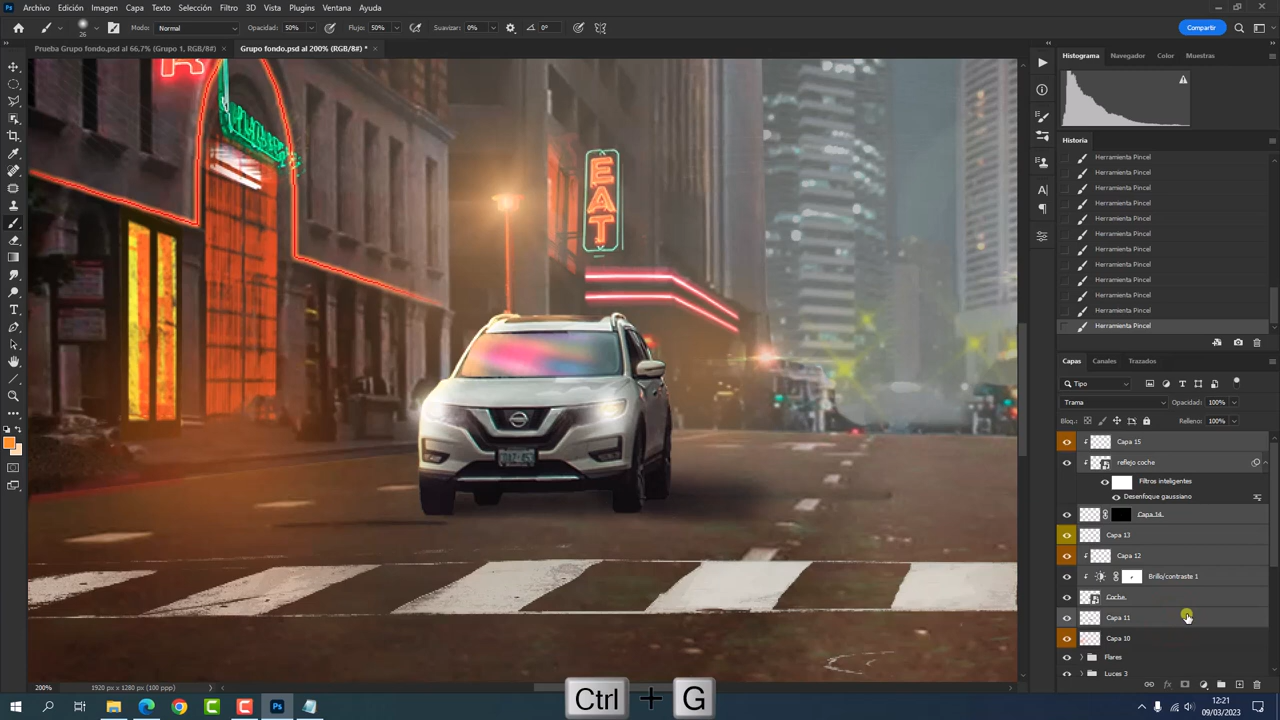 Ps Archivo Edición Imagen Capa Texto Selección Filtro 3D Vista Plugins Ventana Ayuda
26 Modo: Normal Opacidad: 50% Flujo: 50% Suavizar: 0% 0° Compartir
Prueba Grupo fondo.psd al 66,7% (Grupo 1, RGB/8#) × Grupo fondo.psd al 200% (RGB/8#) * ×
Histograma Navegador Color Muestras
Historia
Herramienta Pincel
Herramienta Pincel
Herramienta Pincel
Herramienta Pincel
Herramienta Pincel
Herramienta Pincel
Herramienta Pincel
Herramienta Pincel
Herramienta Pincel
Herramienta Pincel
Herramienta Pincel
Herramienta Pincel
EAT
NISSAN
Capas Canales Trazados
Tipo
Trama Opacidad: 100%
Bloq.: Relleno: 100%
Capa 15
reflejo coche
Filtros inteligentes
Desenfoque gaussiano
Capa 14
Capa 13
Capa 12
Brillo/contraste 1
Coche
Capa 11
Capa 10
Flares
Luces 3
200% 1920 px x 1280 px (100 ppp)
Ctrl + G
12:21
09/03/2023